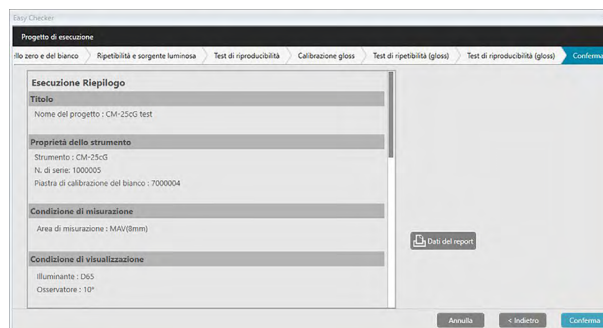 Easy Checker
Progetto di esecuzione
llo zero e del bianco
Ripetibilità e sorgente luminosa
Test di riproducibilità
Calibrazione gloss
Test di ripetibilità (gloss)
Test di riproducibilità (gloss)
Conferma
Esecuzione Riepilogo
Titolo
Nome del progetto : CM-25cG test
Proprietà dello strumento
Strumento : CM-25cG
N. di serie: 1000005
Piastra di calibrazione del bianco : 7000004
Condizione di misurazione
Area di misurazione : MAV(8mm)
Dati del report
Condizione di visualizzazione
Illuminante : D65
Osservatore : 10°
Annulla
< Indietro
Conferma